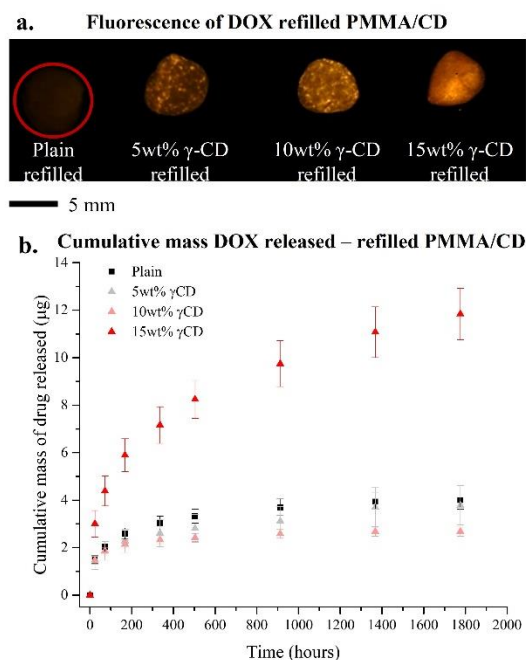 a. Fluorescence of DOX refilled PMMA/CD
Plain
refilled
5wt% γ-CD
refilled
10wt% γ-CD
refilled
15wt% γ-CD
refilled
5 mm
b. Cumulative mass DOX released – refilled PMMA/CD
Cumulative mass of drug released (μg)
14
12
10
8
6
4
2
0
Plain
5wt% γCD
10wt% γCD
15wt% γCD
0 200 400 600 800 1000 1200 1400 1600 1800 2000
Time (hours)